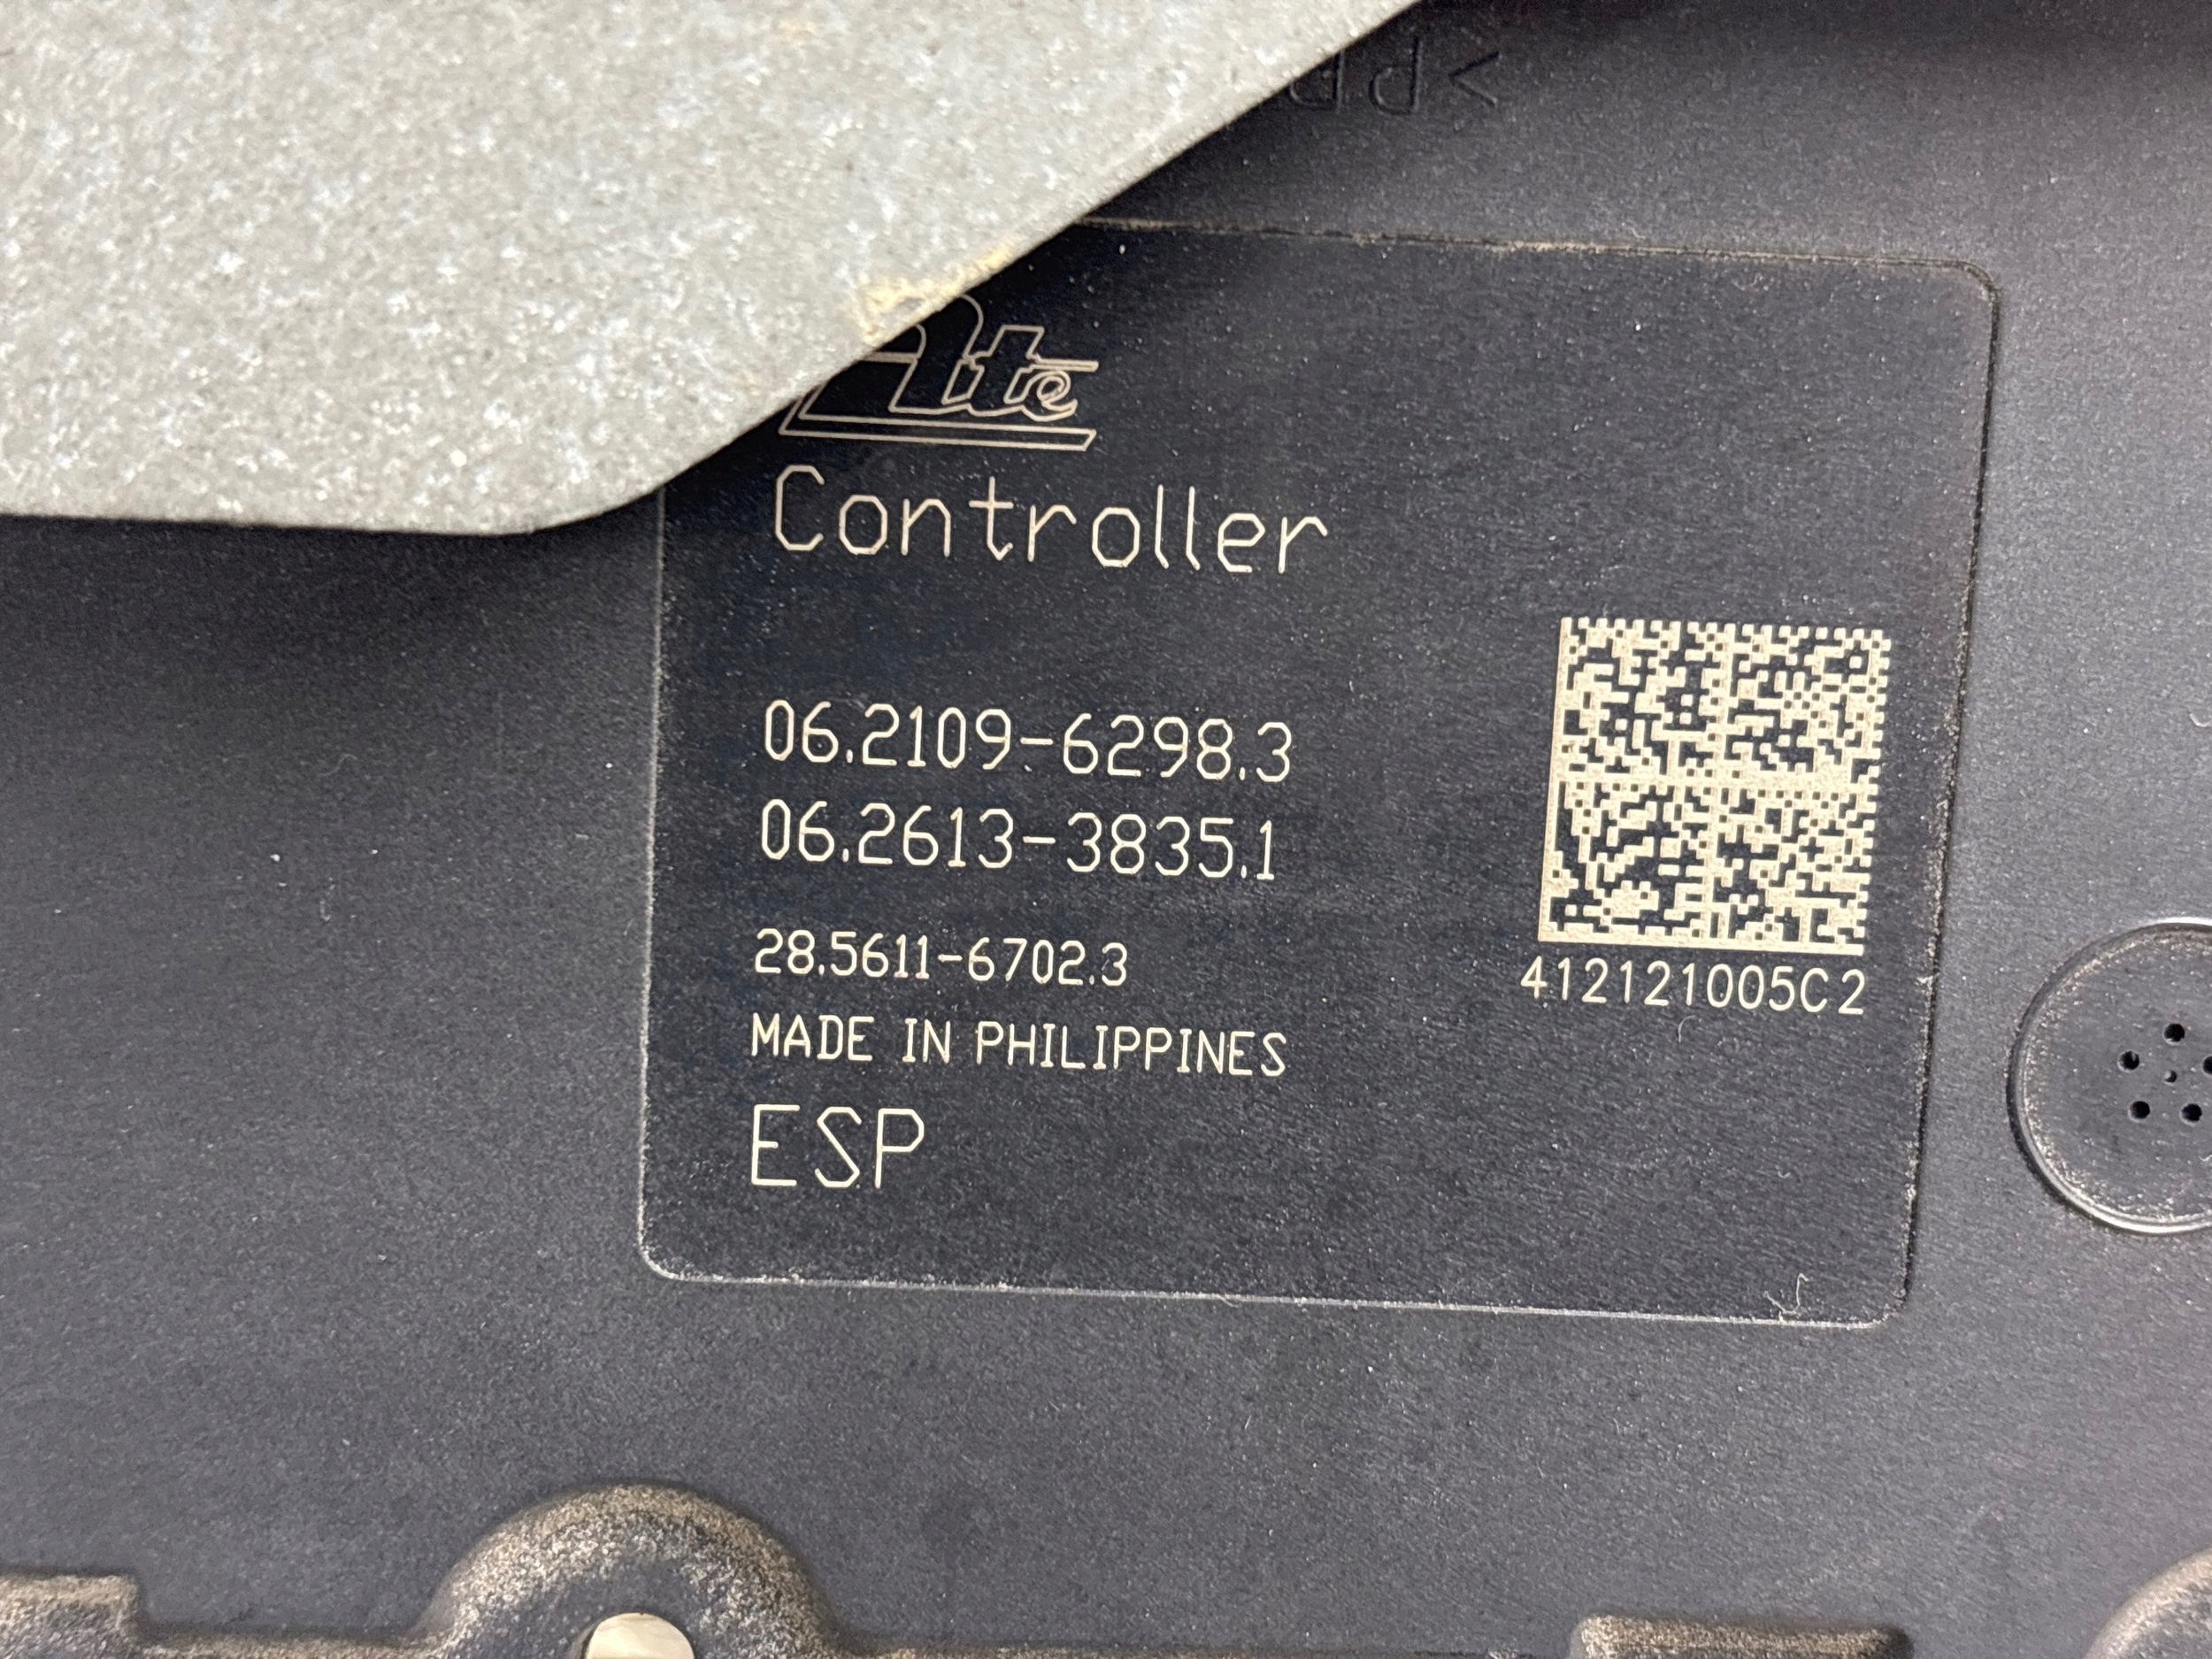 Ate
Controller
06.2109-6298.3
06.2613-3835.1
28.5611-6702.3
MADE IN PHILIPPINES
ESP
412121005C2